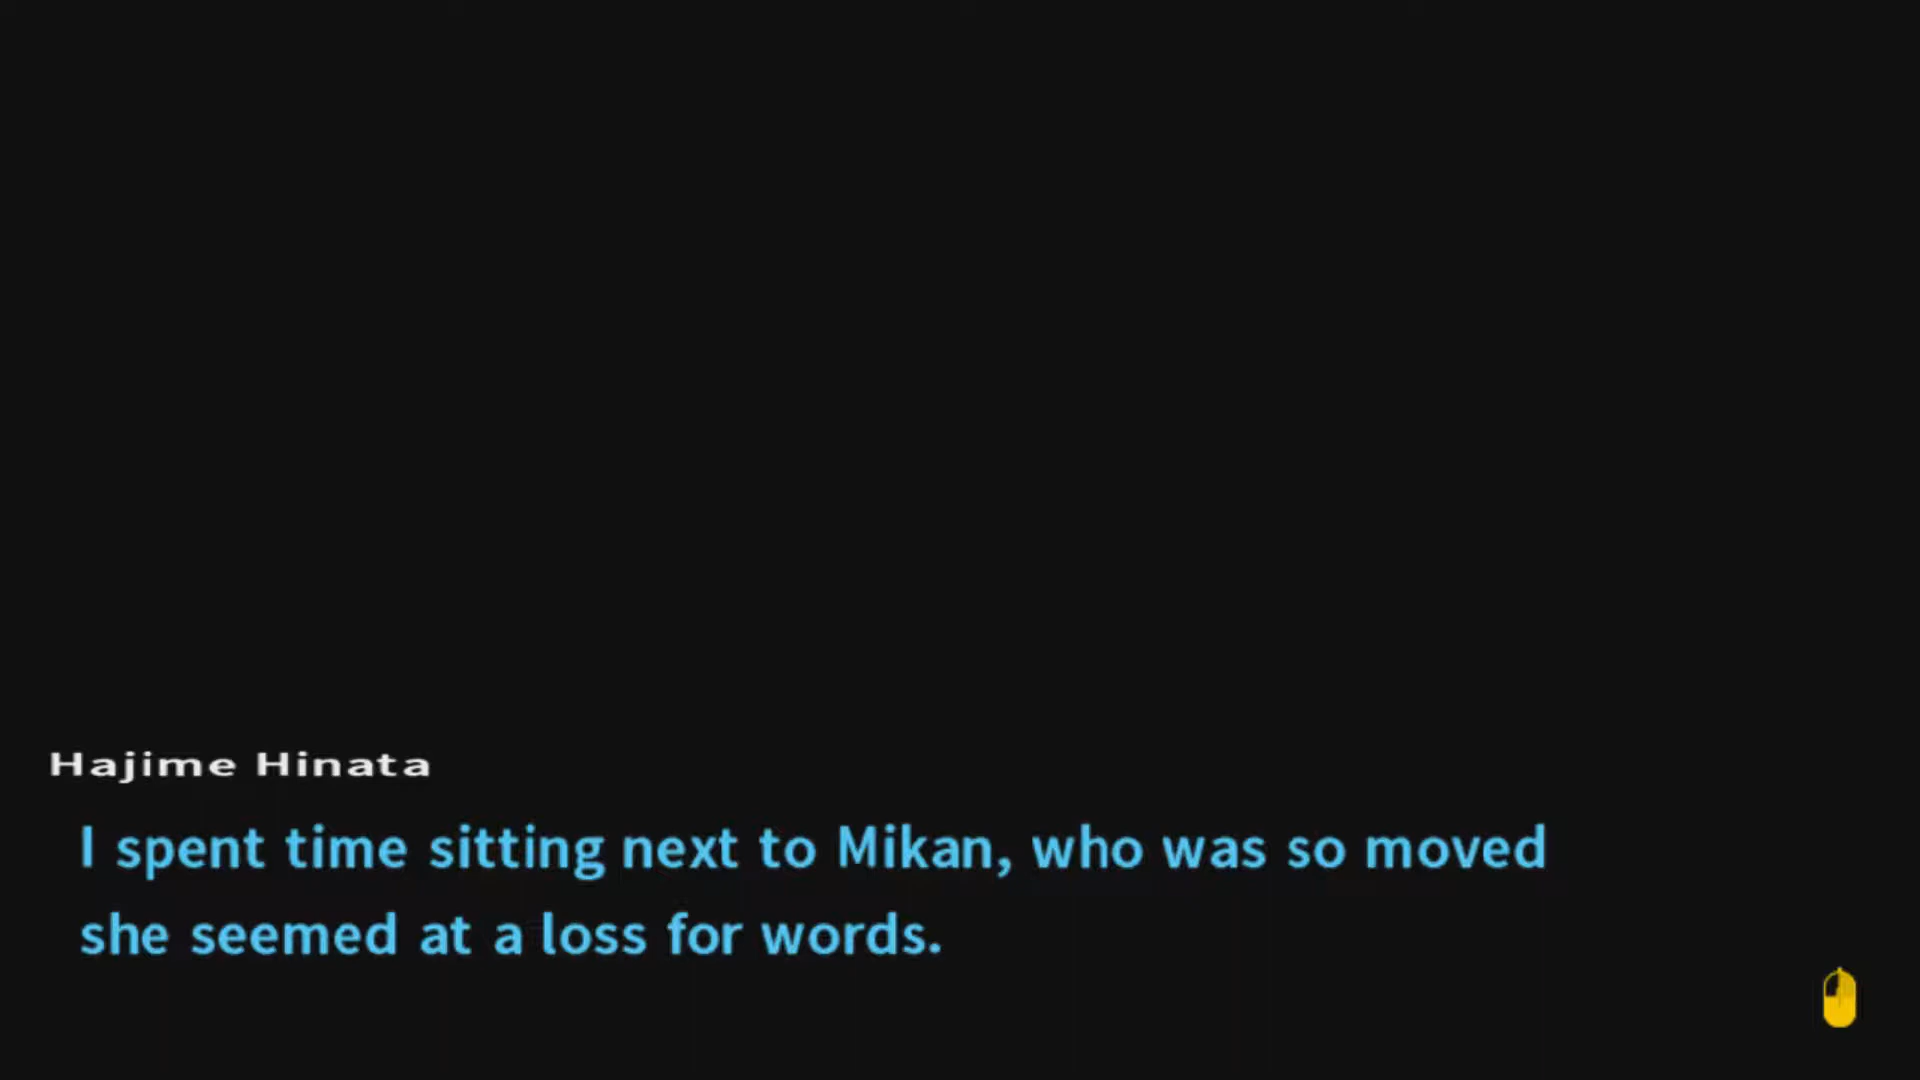 Hajime Hinata
I spent time sitting next to Mikan, who was so moved
she seemed at a loss for words.